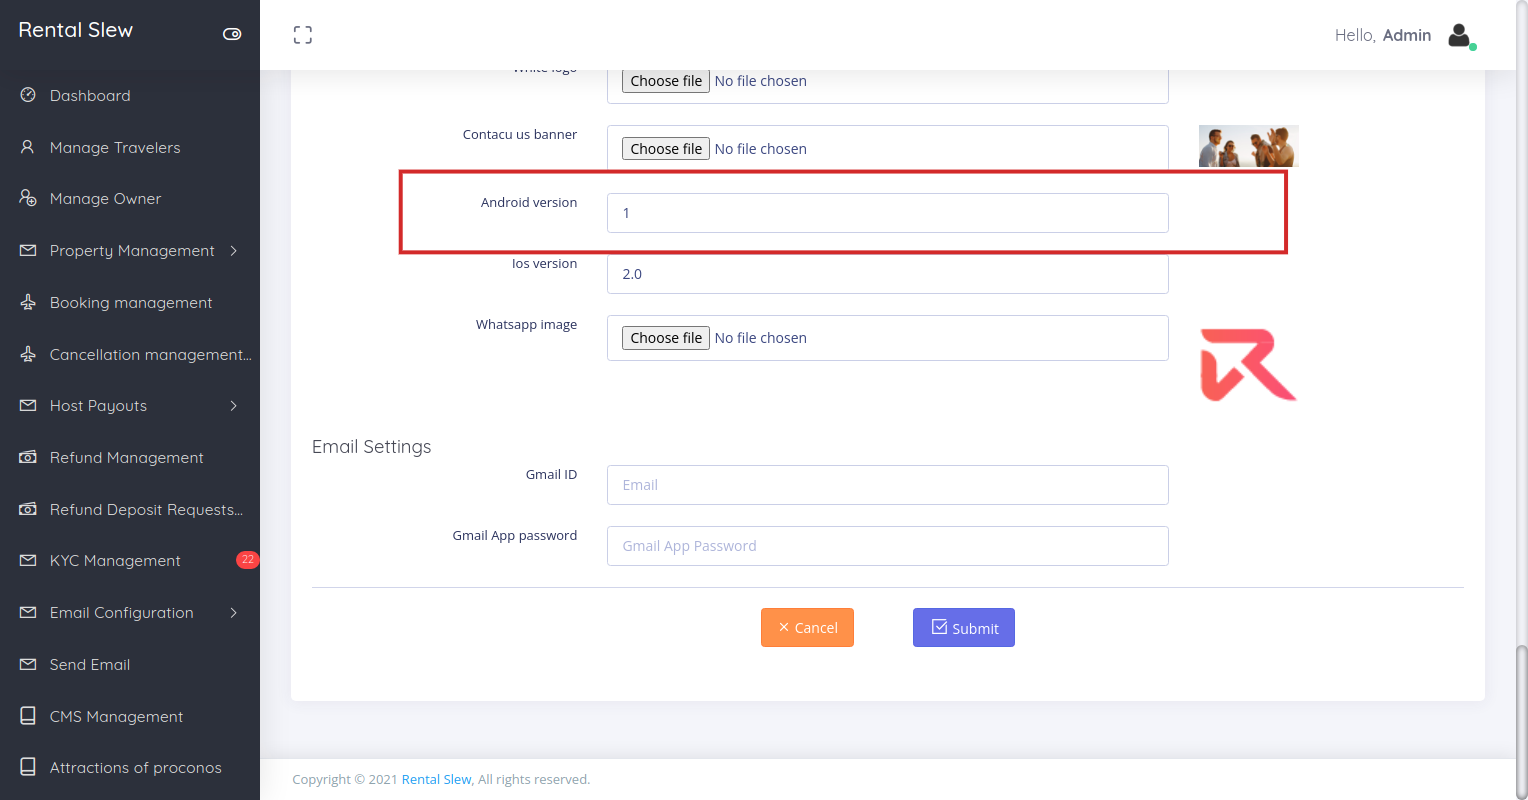 Rental Slew
Hello, Admin
Dashboard
Manage Travelers
Manage Owner
Property Management
Booking management
Cancellation management...
Host Payouts
Refund Management
Refund Deposit Requests...
KYC Management 22
Email Configuration
Send Email
CMS Management
Attractions of proconos
White logo Choose file No file chosen
Contacu us banner Choose file No file chosen
Android version 1
Ios version 2.0
Whatsapp image Choose file No file chosen
Email Settings
Gmail ID Email
Gmail App password Gmail App Password
Cancel Submit
Copyright © 2021 Rental Slew, All rights reserved.